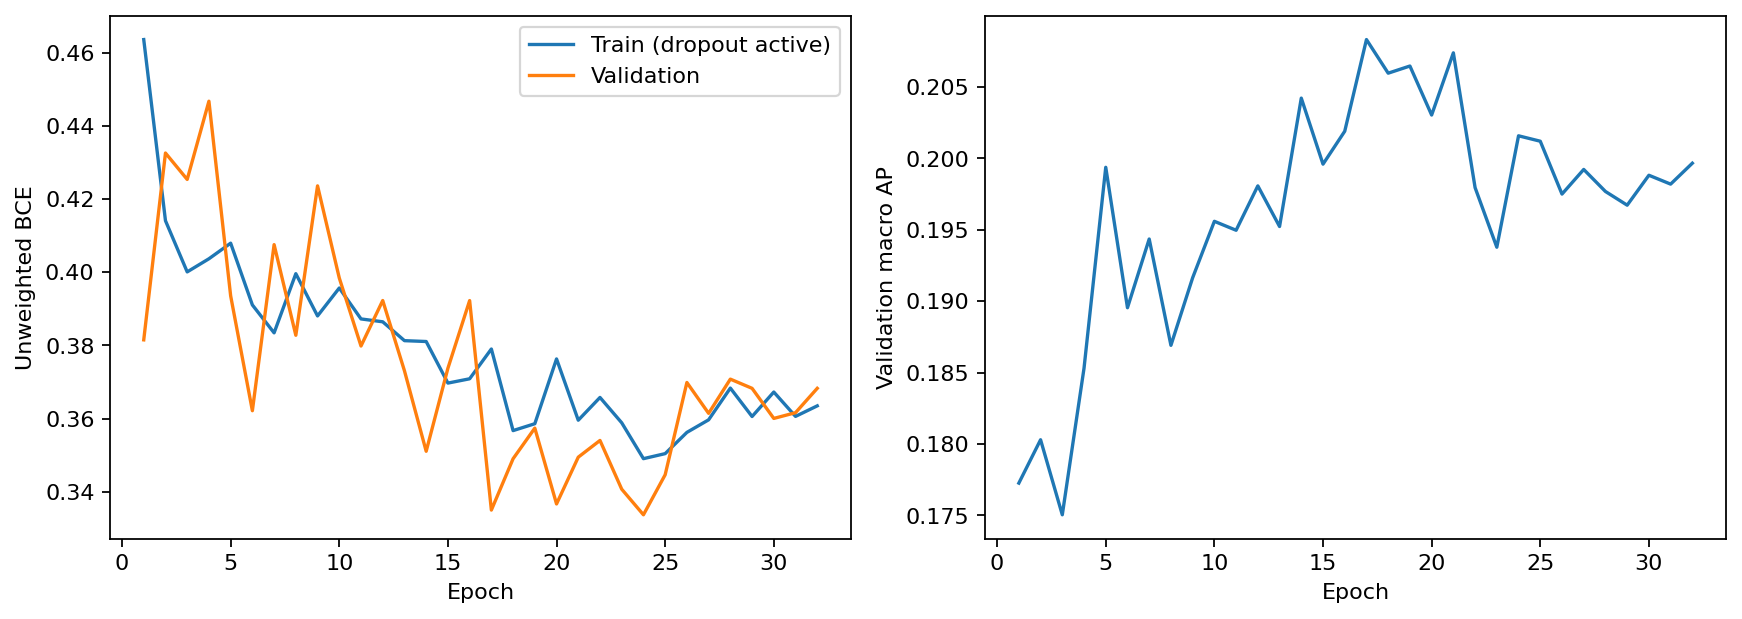 Unweighted BCE
0.46
0.44
0.42
0.40
0.38
0.36
0.34
Train (dropout active)
Validation
0 5 10 15 20 25 30
Epoch
Validation macro AP
0.205
0.200
0.195
0.190
0.185
0.180
0.175
0 5 10 15 20 25 30
Epoch